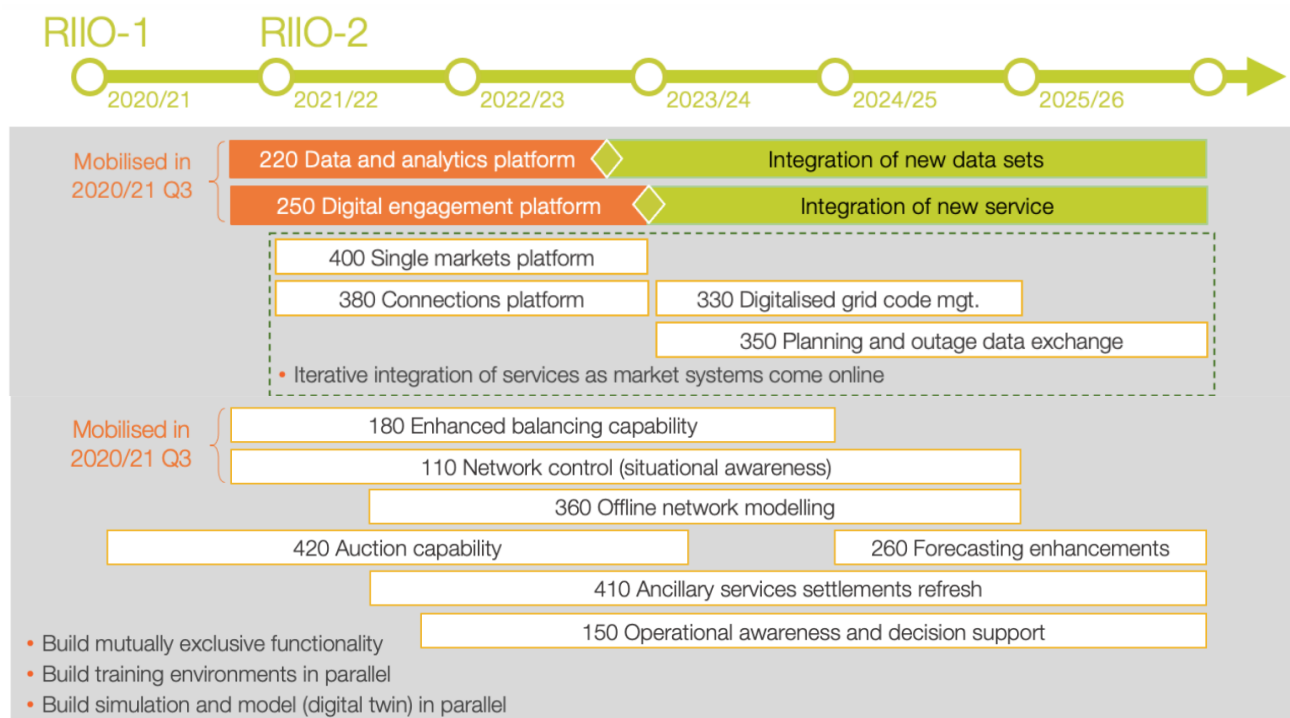 RIIO-1
RIIO-2
2020/21
2021/22
2022/23
2023/24
2024/25
2025/26
Mobilised in
2020/21 Q3
220 Data and analytics platform
Integration of new data sets
250 Digital engagement platform
Integration of new service
400 Single markets platform
380 Connections platform
330 Digitalised grid code mgt.
350 Planning and outage data exchange
• Iterative integration of services as market systems come online
Mobilised in
2020/21 Q3
180 Enhanced balancing capability
110 Network control (situational awareness)
360 Offline network modelling
420 Auction capability
260 Forecasting enhancements
410 Ancillary services settlements refresh
150 Operational awareness and decision support
• Build mutually exclusive functionality
• Build training environments in parallel
• Build simulation and model (digital twin) in parallel